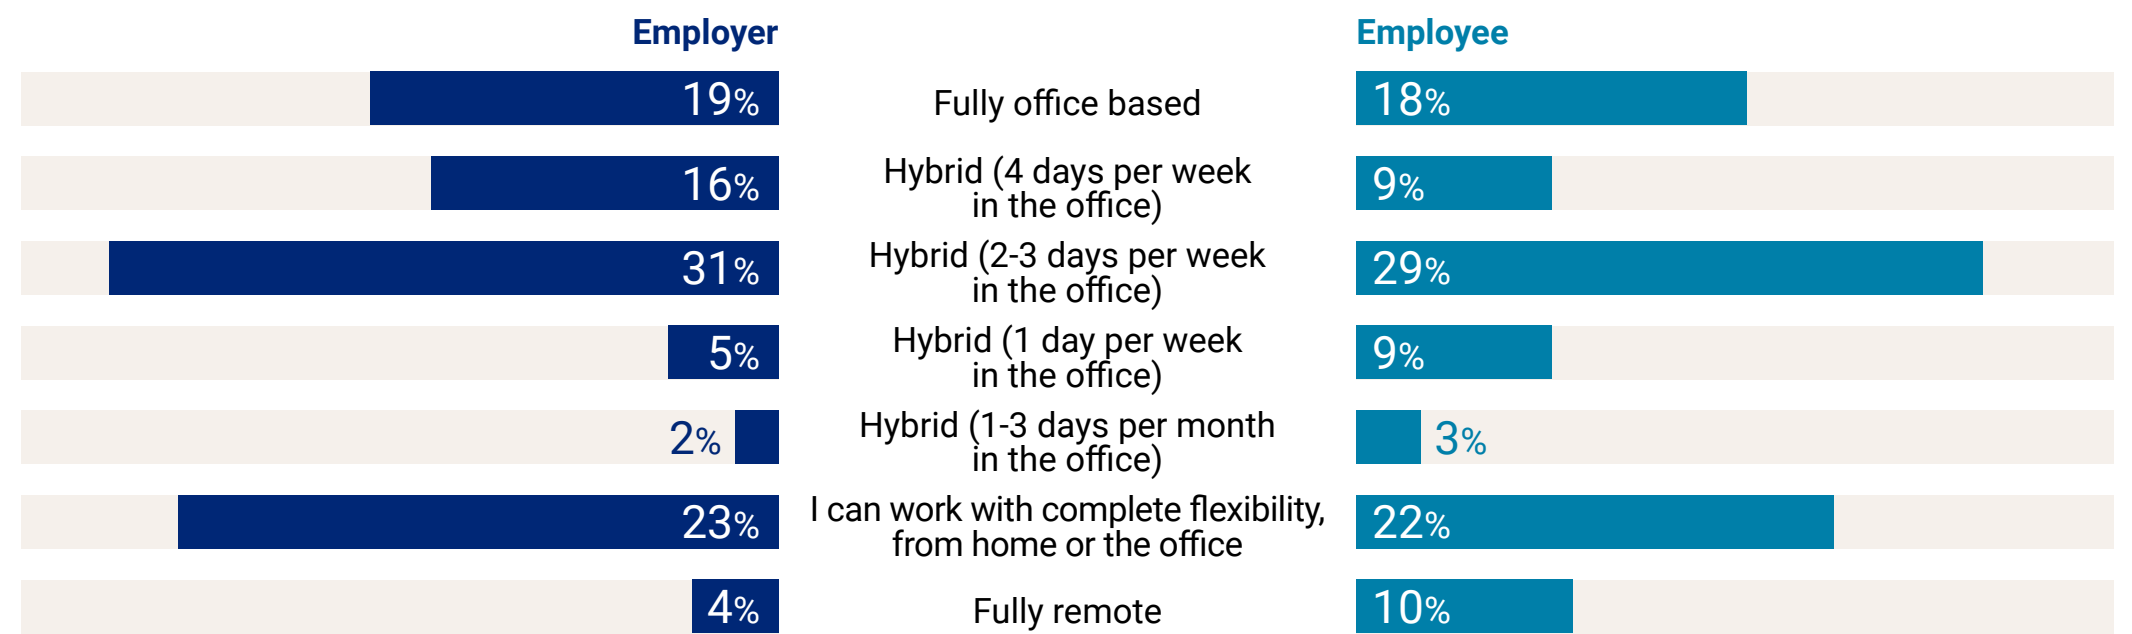 Employer
Employee
19%
Fully office based
18%
16%
Hybrid (4 days per week
in the office)
9%
31%
Hybrid (2-3 days per week
in the office)
29%
5%
Hybrid (1 day per week
in the office)
9%
2%
Hybrid (1-3 days per month
in the office)
3%
23%
I can work with complete flexibility,
from home or the office
22%
4%
Fully remote
10%